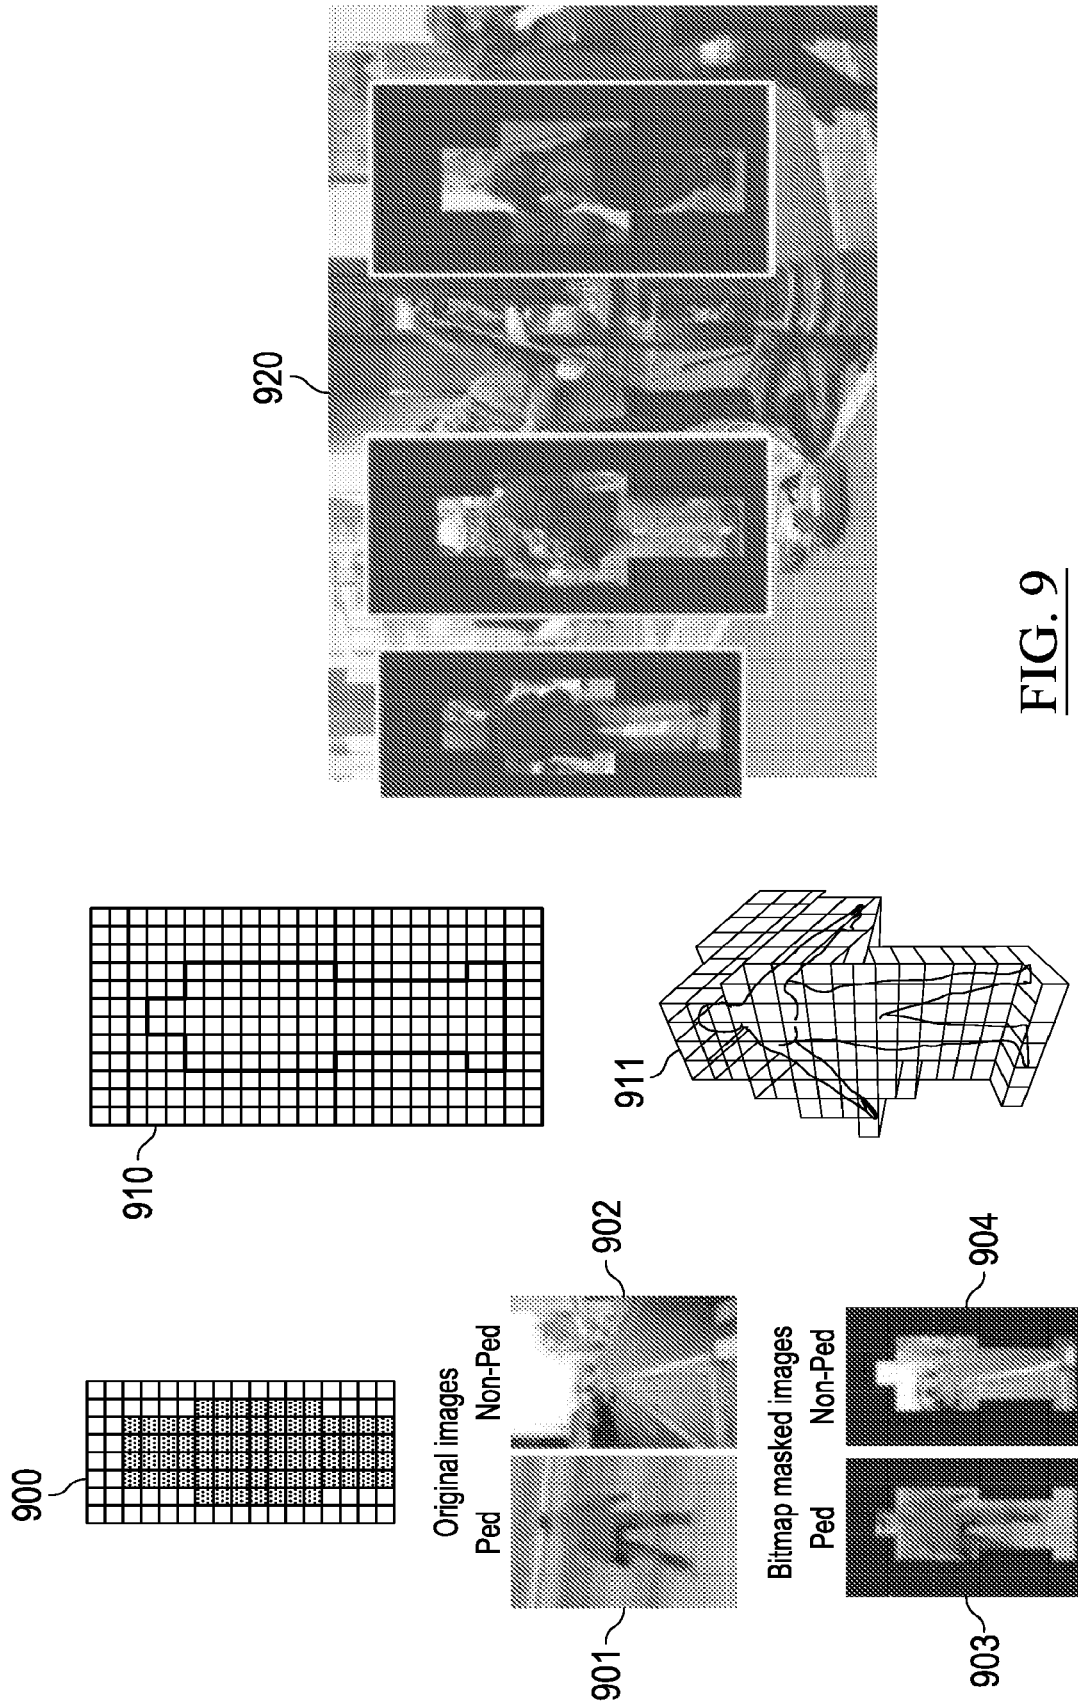 900
910
920
Original images
Ped
Non-Ped
901
902
911
Bitmap masked images
Ped
Non-Ped
903
904
FIG. 9